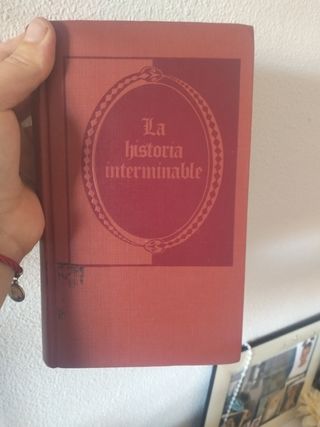 La
historia
interminable